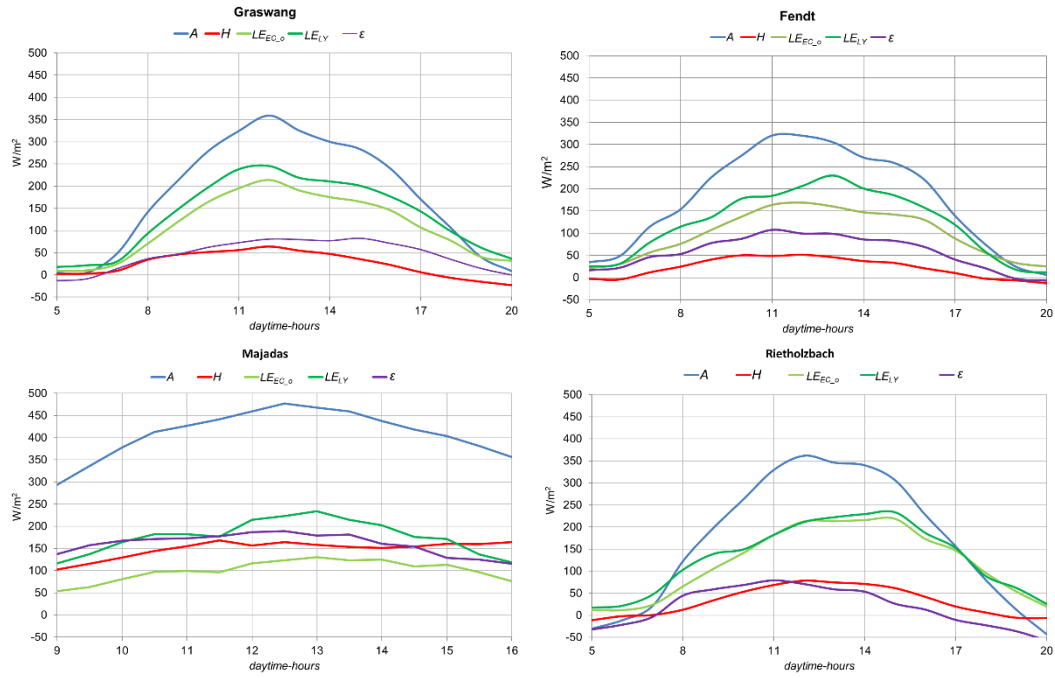 Graswang
A H LE_EC_o LE_LY ε
500
450
400
350
300
250
200
150
100
50
0
-50
W/m²
5 8 11 14 17 20
daytime-hours
Fendt
A H LE_EC_o LE_LY ε
500
450
400
350
300
250
200
150
100
50
0
-50
W/m²
5 8 11 14 17 20
daytime-hours
Majadas
A H LE_EC_o LE_LY ε
500
450
400
350
300
250
200
150
100
50
0
-50
W/m²
9 10 11 12 13 14 15 16
daytime-hours
Rietholzbach
A H LE_EC_o LE_LY ε
500
450
400
350
300
250
200
150
100
50
0
-50
W/m²
5 8 11 14 17 20
daytime-hours